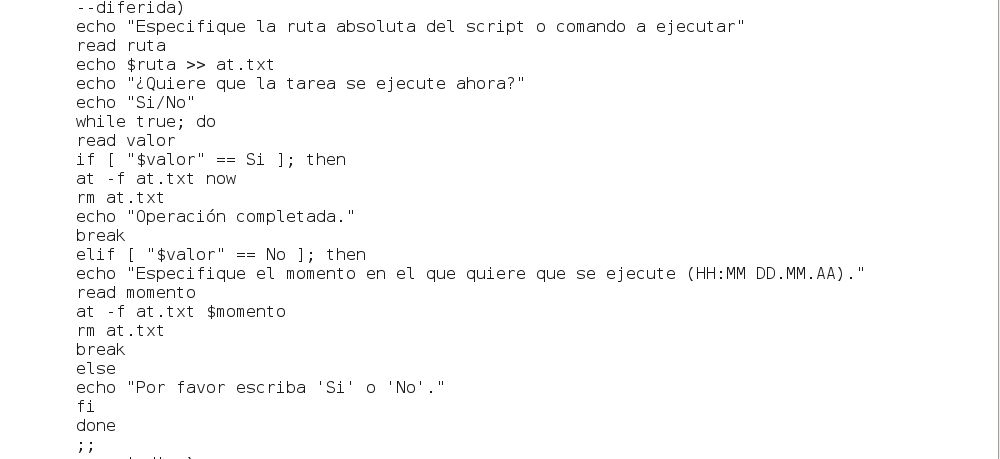 --diferida)
echo "Especifique la ruta absoluta del script o comando a ejecutar"
read ruta
echo $ruta >> at.txt
echo "¿Quiere que la tarea se ejecute ahora?"
echo "Si/No"
while true; do
read valor
if [ "$valor" == Si ]; then
at -f at.txt now
rm at.txt
echo "Operación completada."
break
elif [ "$valor" == No ]; then
echo "Especifique el momento en el que quiere que se ejecute (HH:MM DD.MM.AA)."
read momento
at -f at.txt $momento
rm at.txt
break
else
echo "Por favor escriba 'Si' o 'No'."
fi
done
;;